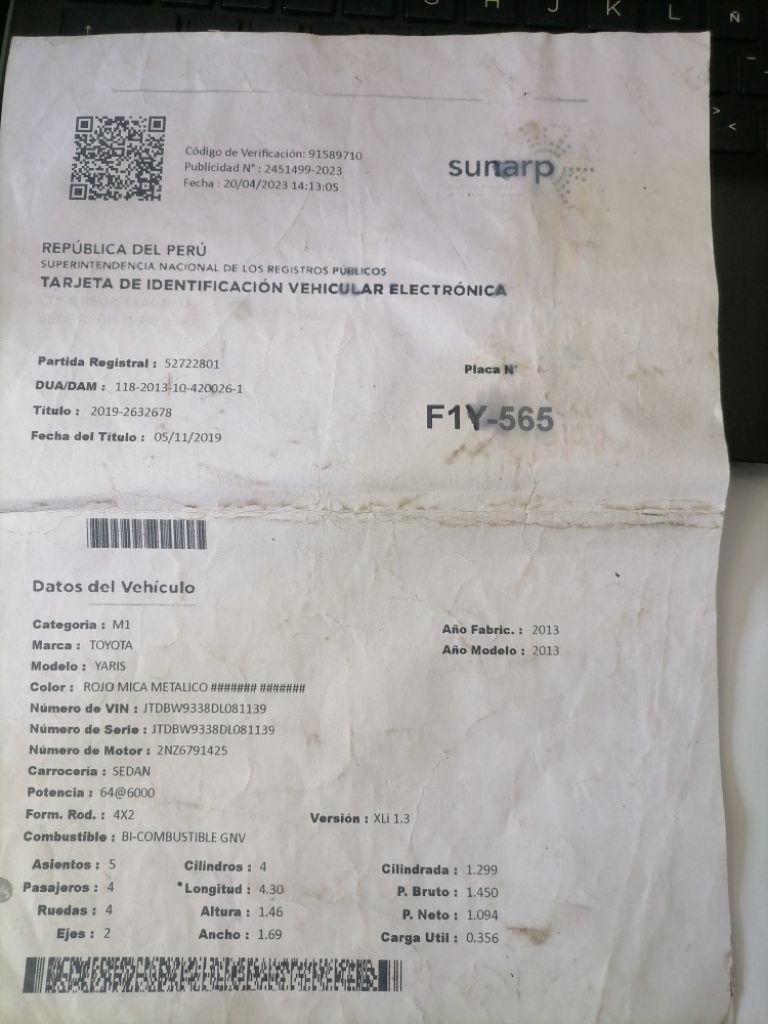 G H J K L Ñ
Código de Verificación: 91589710
Publicidad N° : 2451499-2023
Fecha : 20/04/2023 14:13:05
sunarp
REPÚBLICA DEL PERÚ
SUPERINTENDENCIA NACIONAL DE LOS REGISTROS PÚBLICOS
TARJETA DE IDENTIFICACIÓN VEHICULAR ELECTRÓNICA
Partida Registral : 52722801
DUA/DAM : 118-2013-10-420026-1
Título : 2019-2632678
Fecha del Título : 05/11/2019
Placa N°
F1Y-565
Datos del Vehículo
Categoria : M1
Marca : TOYOTA
Modelo : YARIS
Color : ROJO MICA METALICO ####### #######
Número de VIN : JTDBW9338DL081139
Número de Serie : JTDBW9338DL081139
Número de Motor : 2NZ6791425
Carrocería : SEDAN
Potencia : 64@6000
Form. Rod. : 4X2
Combustible : BI-COMBUSTIBLE GNV
Año Fabric. : 2013
Año Modelo : 2013
Versión : XLi 1.3
Asientos : 5 Cilindros : 4 Cilindrada : 1.299
Pasajeros : 4 Longitud : 4.30 P. Bruto : 1.450
Ruedas : 4 Altura : 1.46 P. Neto : 1.094
Ejes : 2 Ancho : 1.69 Carga Util : 0.356